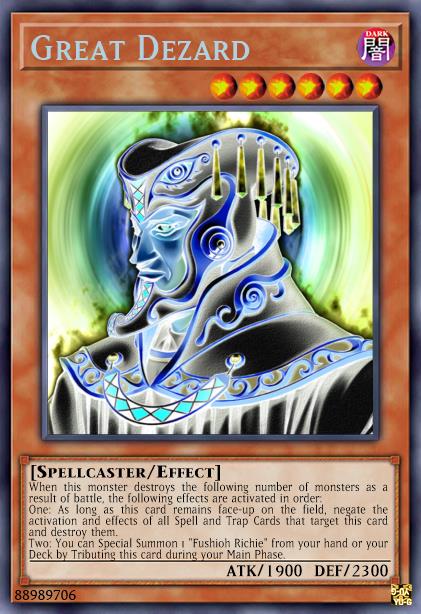 GREAT DEZARD
DARK
闇
[SPELLCASTER/EFFECT]
When this monster destroys the following number of monsters as a
result of battle, the following effects are activated in order:
One: As long as this card remains face-up on the field, negate the
activation and effects of all Spell and Trap Cards that target this card
and destroy them.
Two: You can Special Summon 1 "Fushioh Richie" from your hand or your
Deck by Tributing this card during your Main Phase.
ATK/1900 DEF/2300
88989706